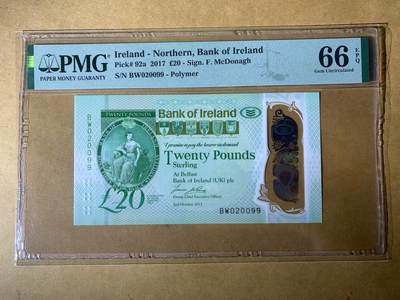 PMG
PAPER MONEY GUARANTY
Ireland - Northern, Bank of Ireland
Pick# 92a 2017 £20 - Sign. F. McDonagh
S/N BW020099 - Polymer
66 EPQ
Gem Uncirculated
TWENTY POUNDS
Bank of Ireland
I promise to pay the bearer on demand
Twenty Pounds
Sterling
At Belfast
Bank of Ireland (UK) plc
£20
BW020099
BW020099